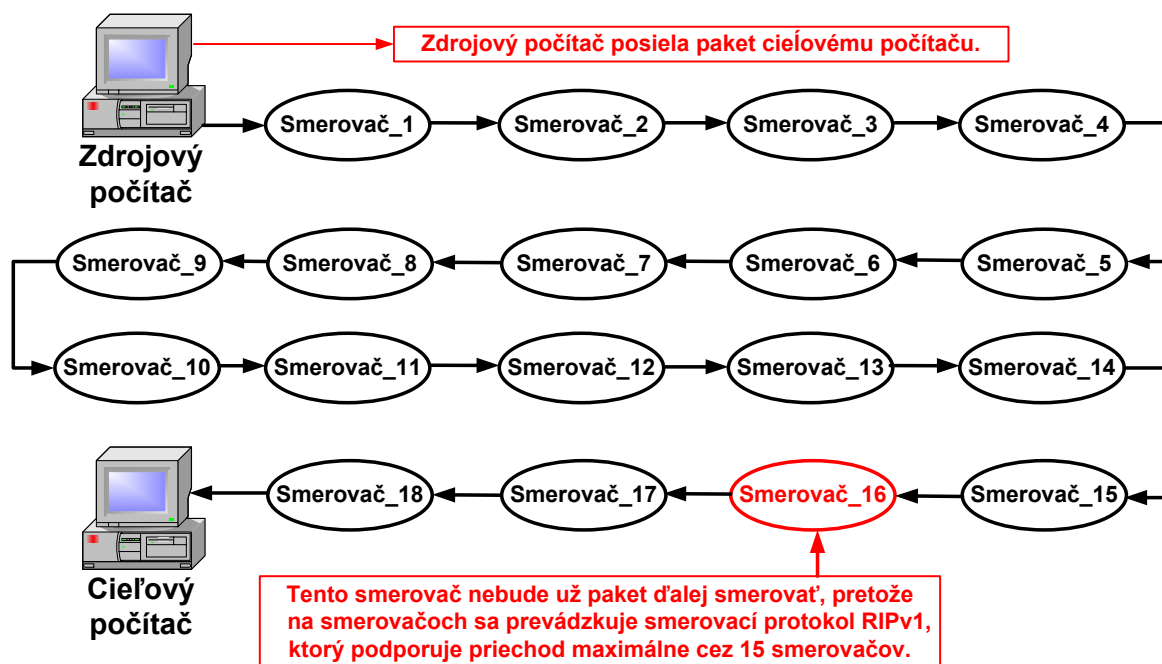 Zdrojový počítač posiela paket cieĺovému počítaču.
Smerovač_1 Smerovač_2 Smerovač_3 Smerovač_4
Zdrojový
počítač
Smerovač_9 Smerovač_8 Smerovač_7 Smerovač_6 Smerovač_5
Smerovač_10 Smerovač_11 Smerovač_12 Smerovač_13 Smerovač_14
Smerovač_18 Smerovač_17 Smerovač_16 Smerovač_15
Cieľový
počítač
Tento smerovač nebude už paket ďalej smerovať, pretože
na smerovačoch sa prevádzkuje smerovací protokol RIPv1,
ktorý podporuje priechod maximálne cez 15 smerovačov.